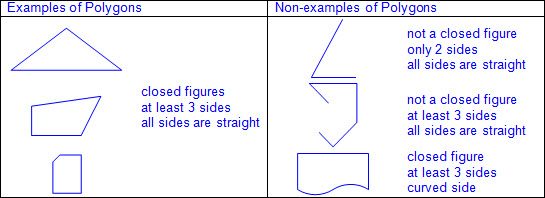 Examples of Polygons
Non-examples of Polygons
closed figures
at least 3 sides
all sides are straight
not a closed figure
only 2 sides
all sides are straight
not a closed figure
at least 3 sides
all sides are straight
closed figure
at least 3 sides
curved side